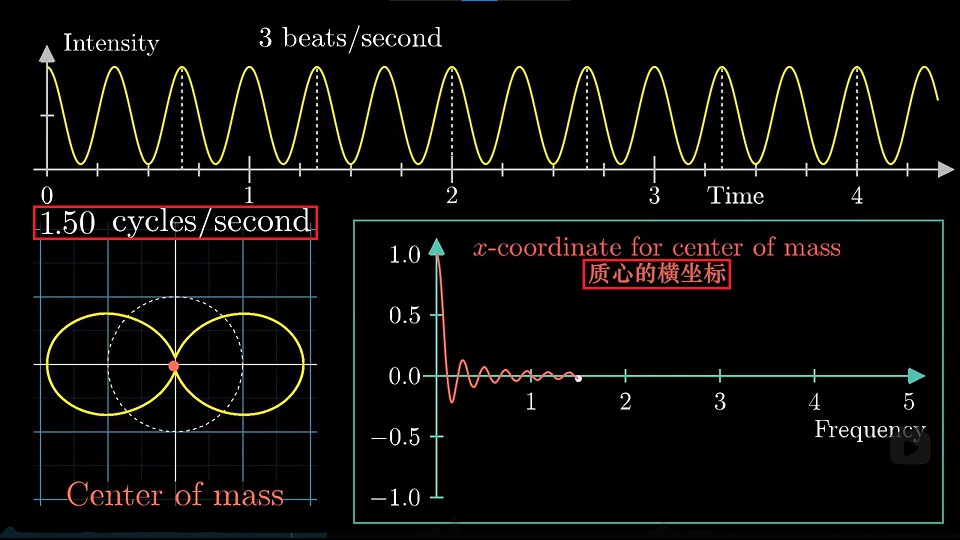 Intensity
3 beats/second
0 1 2 3 Time 4
1.50 cycles/second
Center of mass
x-coordinate for center of mass
质心的横坐标
1.0
0.5
0.0
1 2 3 4 5
Frequency
−0.5
−1.0